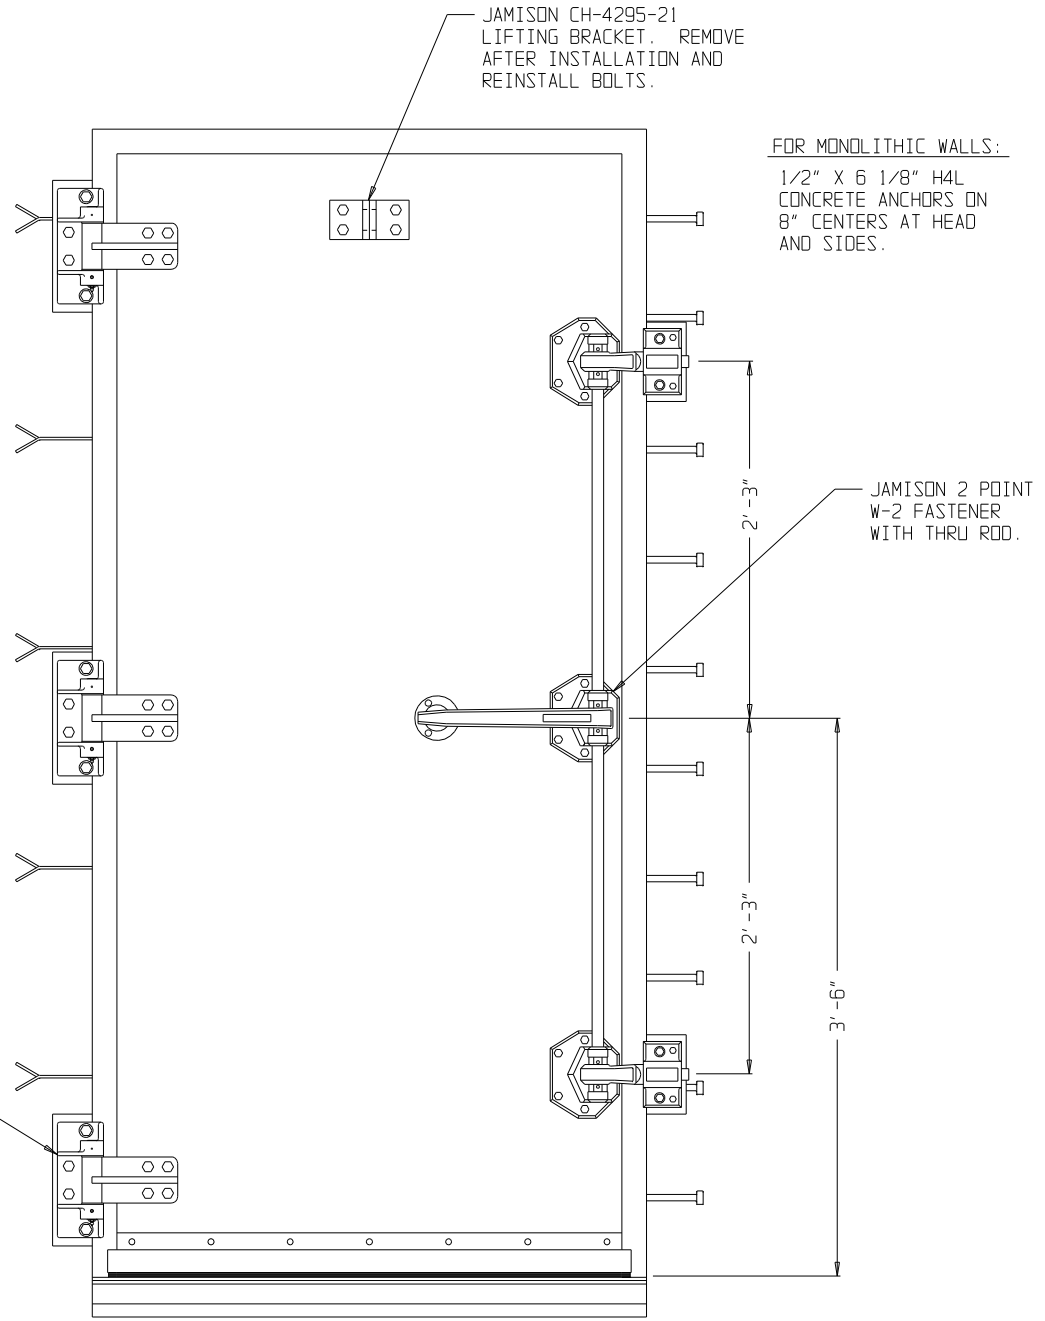 JAMISON CH-4295-21
LIFTING BRACKET. REMOVE
AFTER INSTALLATION AND
REINSTALL BOLTS.
FOR MONOLITHIC WALLS:
1/2" X 6 1/8" H4L
CONCRETE ANCHORS ON
8" CENTERS AT HEAD
AND SIDES.
2'-3"
JAMISON 2 POINT
W-2 FASTENER
WITH THRU ROD.
2'-3"
3'-6"